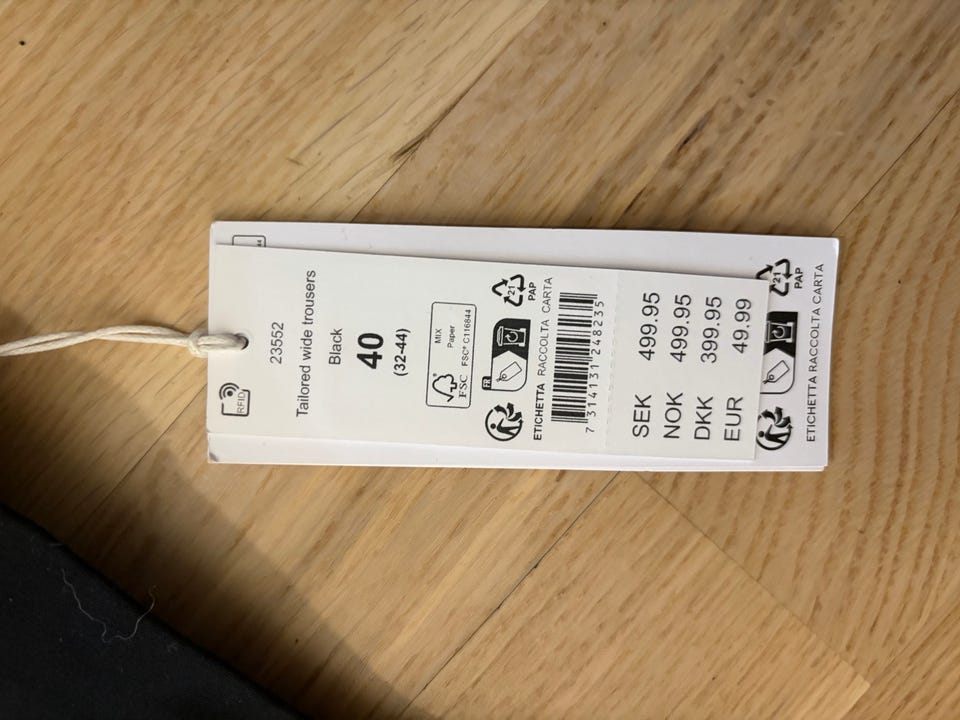 RFID
23552
Tailored wide trousers
Black
40
(32-44)
FSC
MIX
Paper
FSC® C116844
FR
21
PAP
ETICHETTA RACCOLTA CARTA
7 314131 248235
SEK 499.95
NOK 499.95
DKK 399.95
EUR 49.99
21
PAP
ETICHETTA RACCOLTA CARTA
44